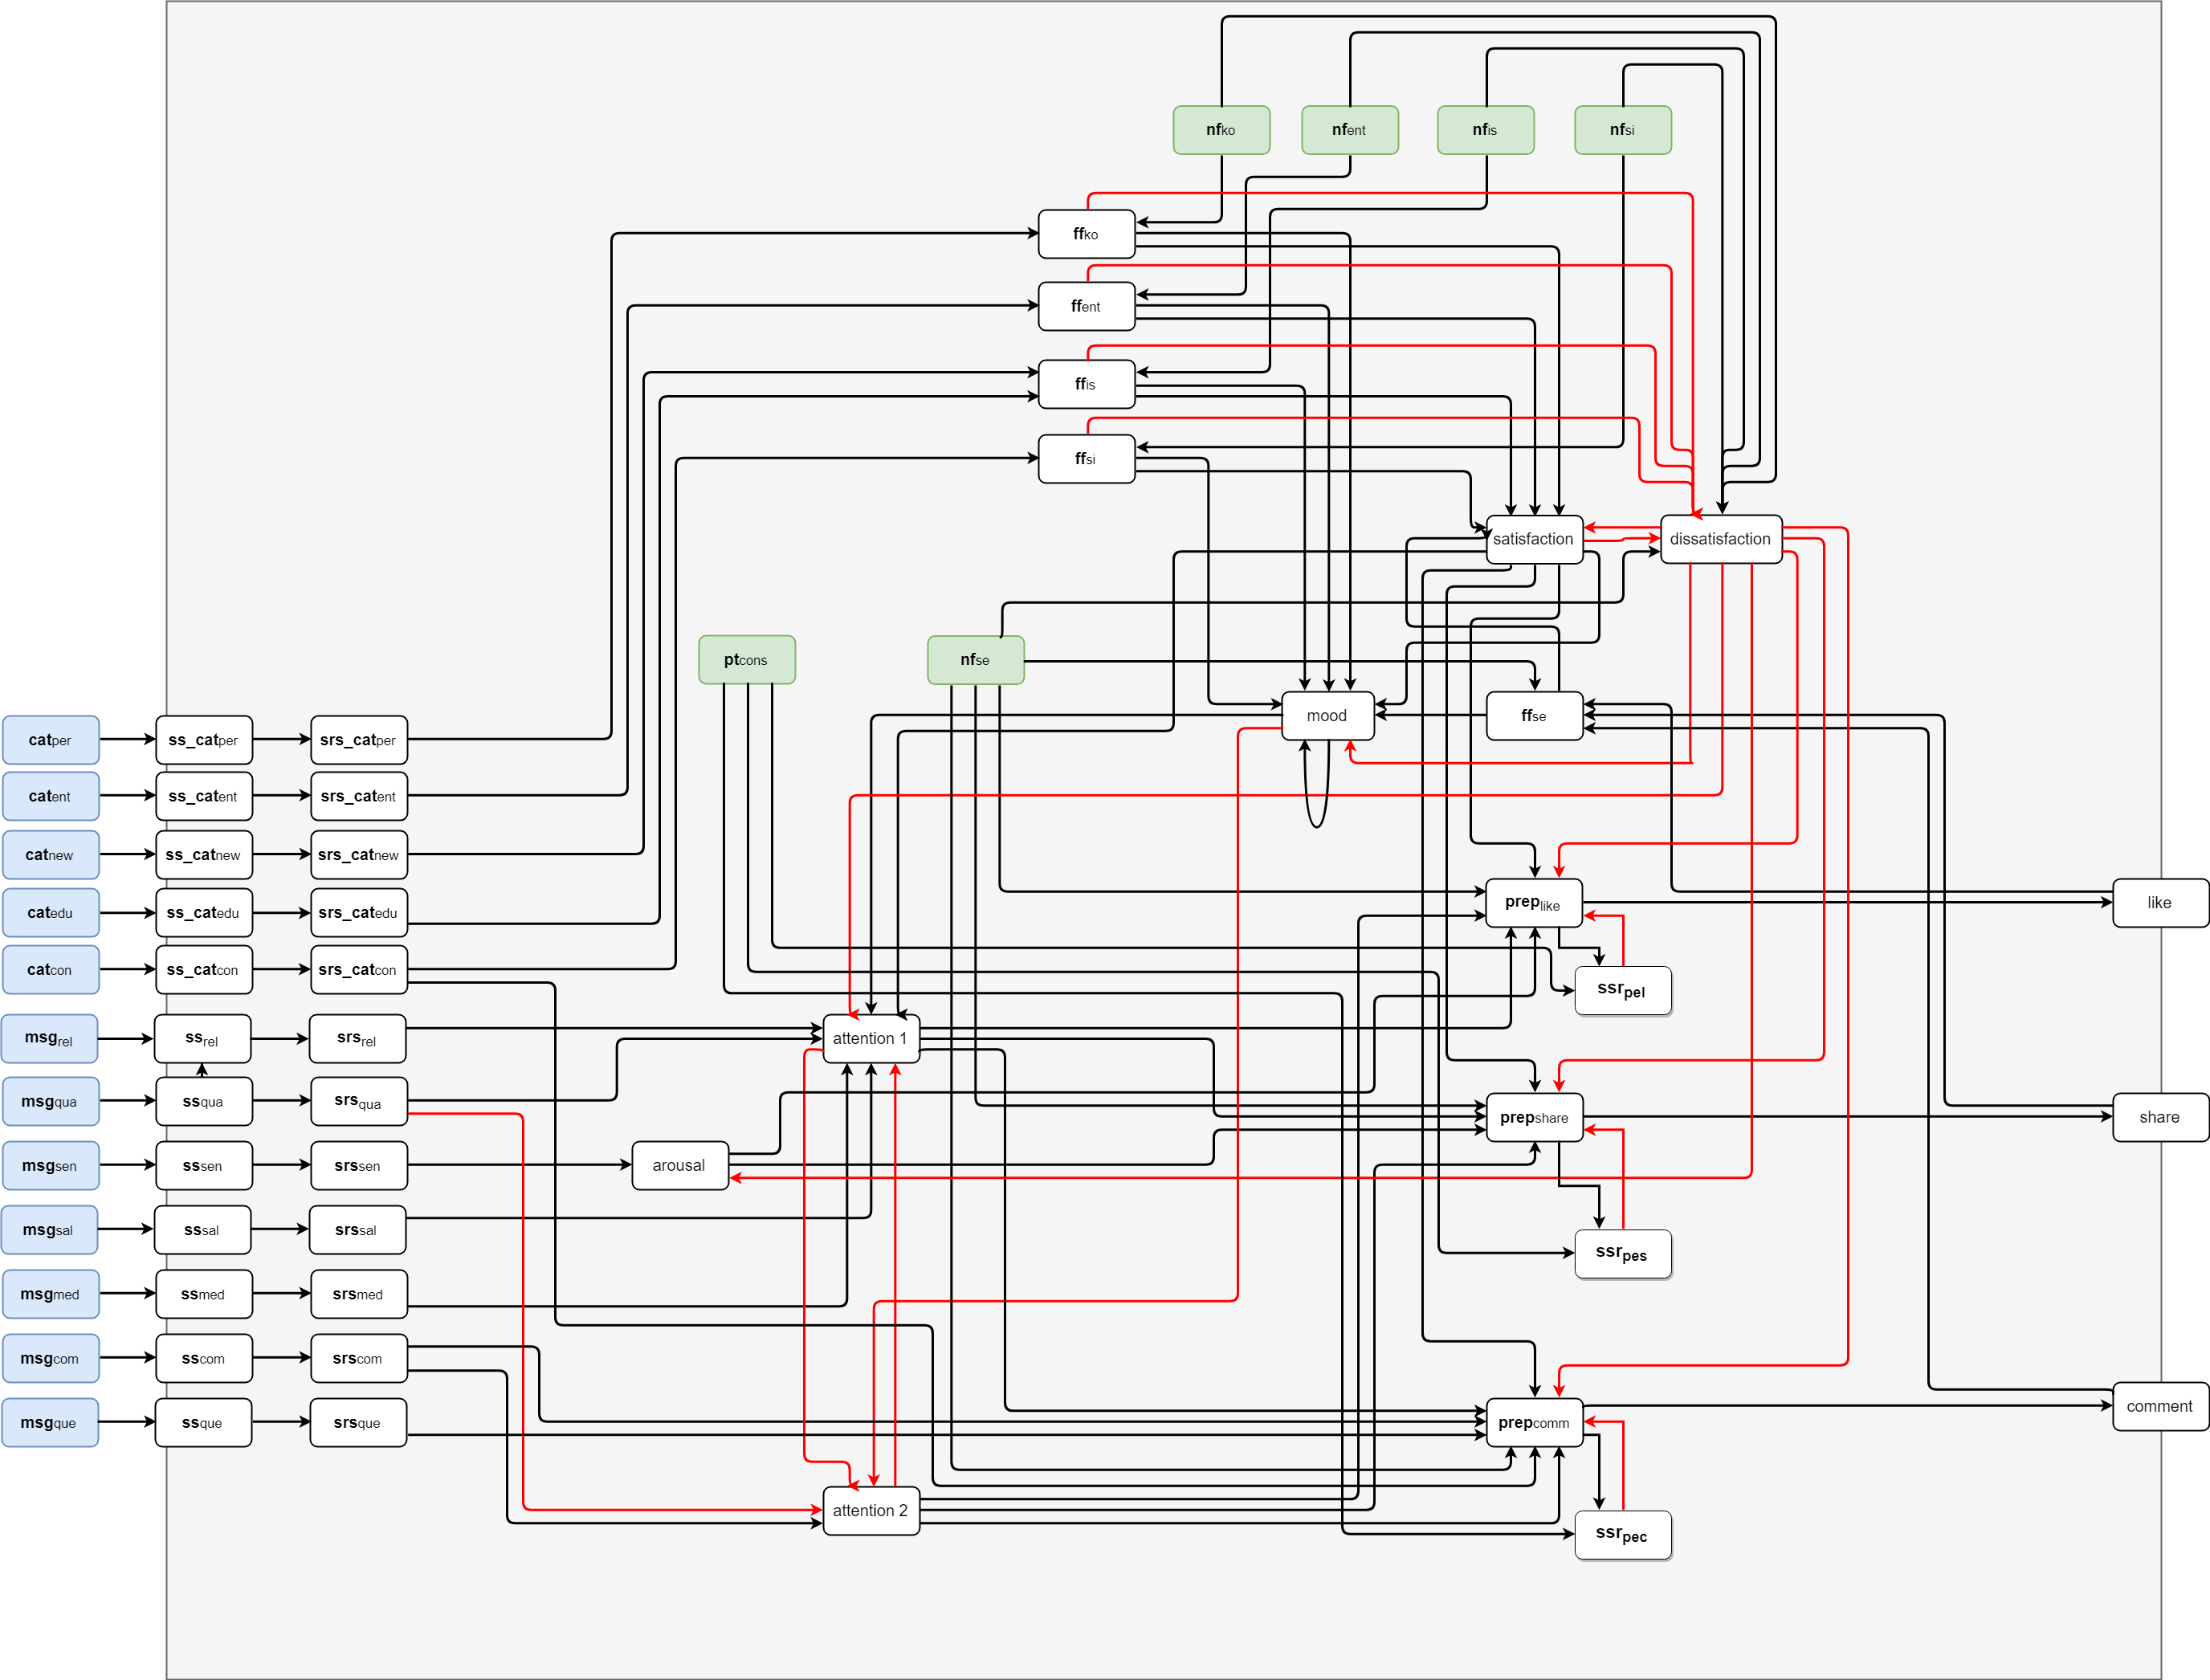 nfko
nfent
nfis
nfsi
ffko
ffent
ffis
ffsi
satisfaction
dissatisfaction
ptcons
nfse
mood
ffse
catper
ss_catper
srs_catper
catent
ss_catent
srs_catent
catnew
ss_catnew
srs_catnew
catedu
ss_catedu
srs_catedu
preplike
like
catcon
ss_catcon
srs_catcon
ssrpel
msgrel
ssrel
srsrel
attention 1
msgqua
ssqua
srsqua
prepshare
share
msgsen
sssen
srssen
arousal
msgsal
sssal
srssal
ssrpes
msgmed
ssmed
srsmed
msgcom
sscom
srscom
comment
msgque
ssque
srsque
prepcomm
attention 2
ssrpec